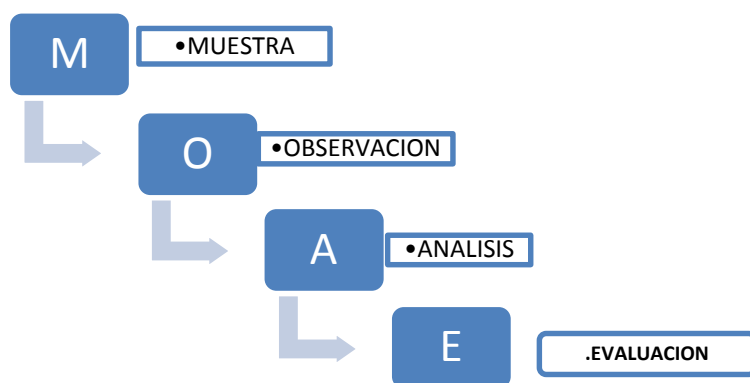 M
•MUESTRA
O
•OBSERVACION
A
•ANALISIS
E
.EVALUACION